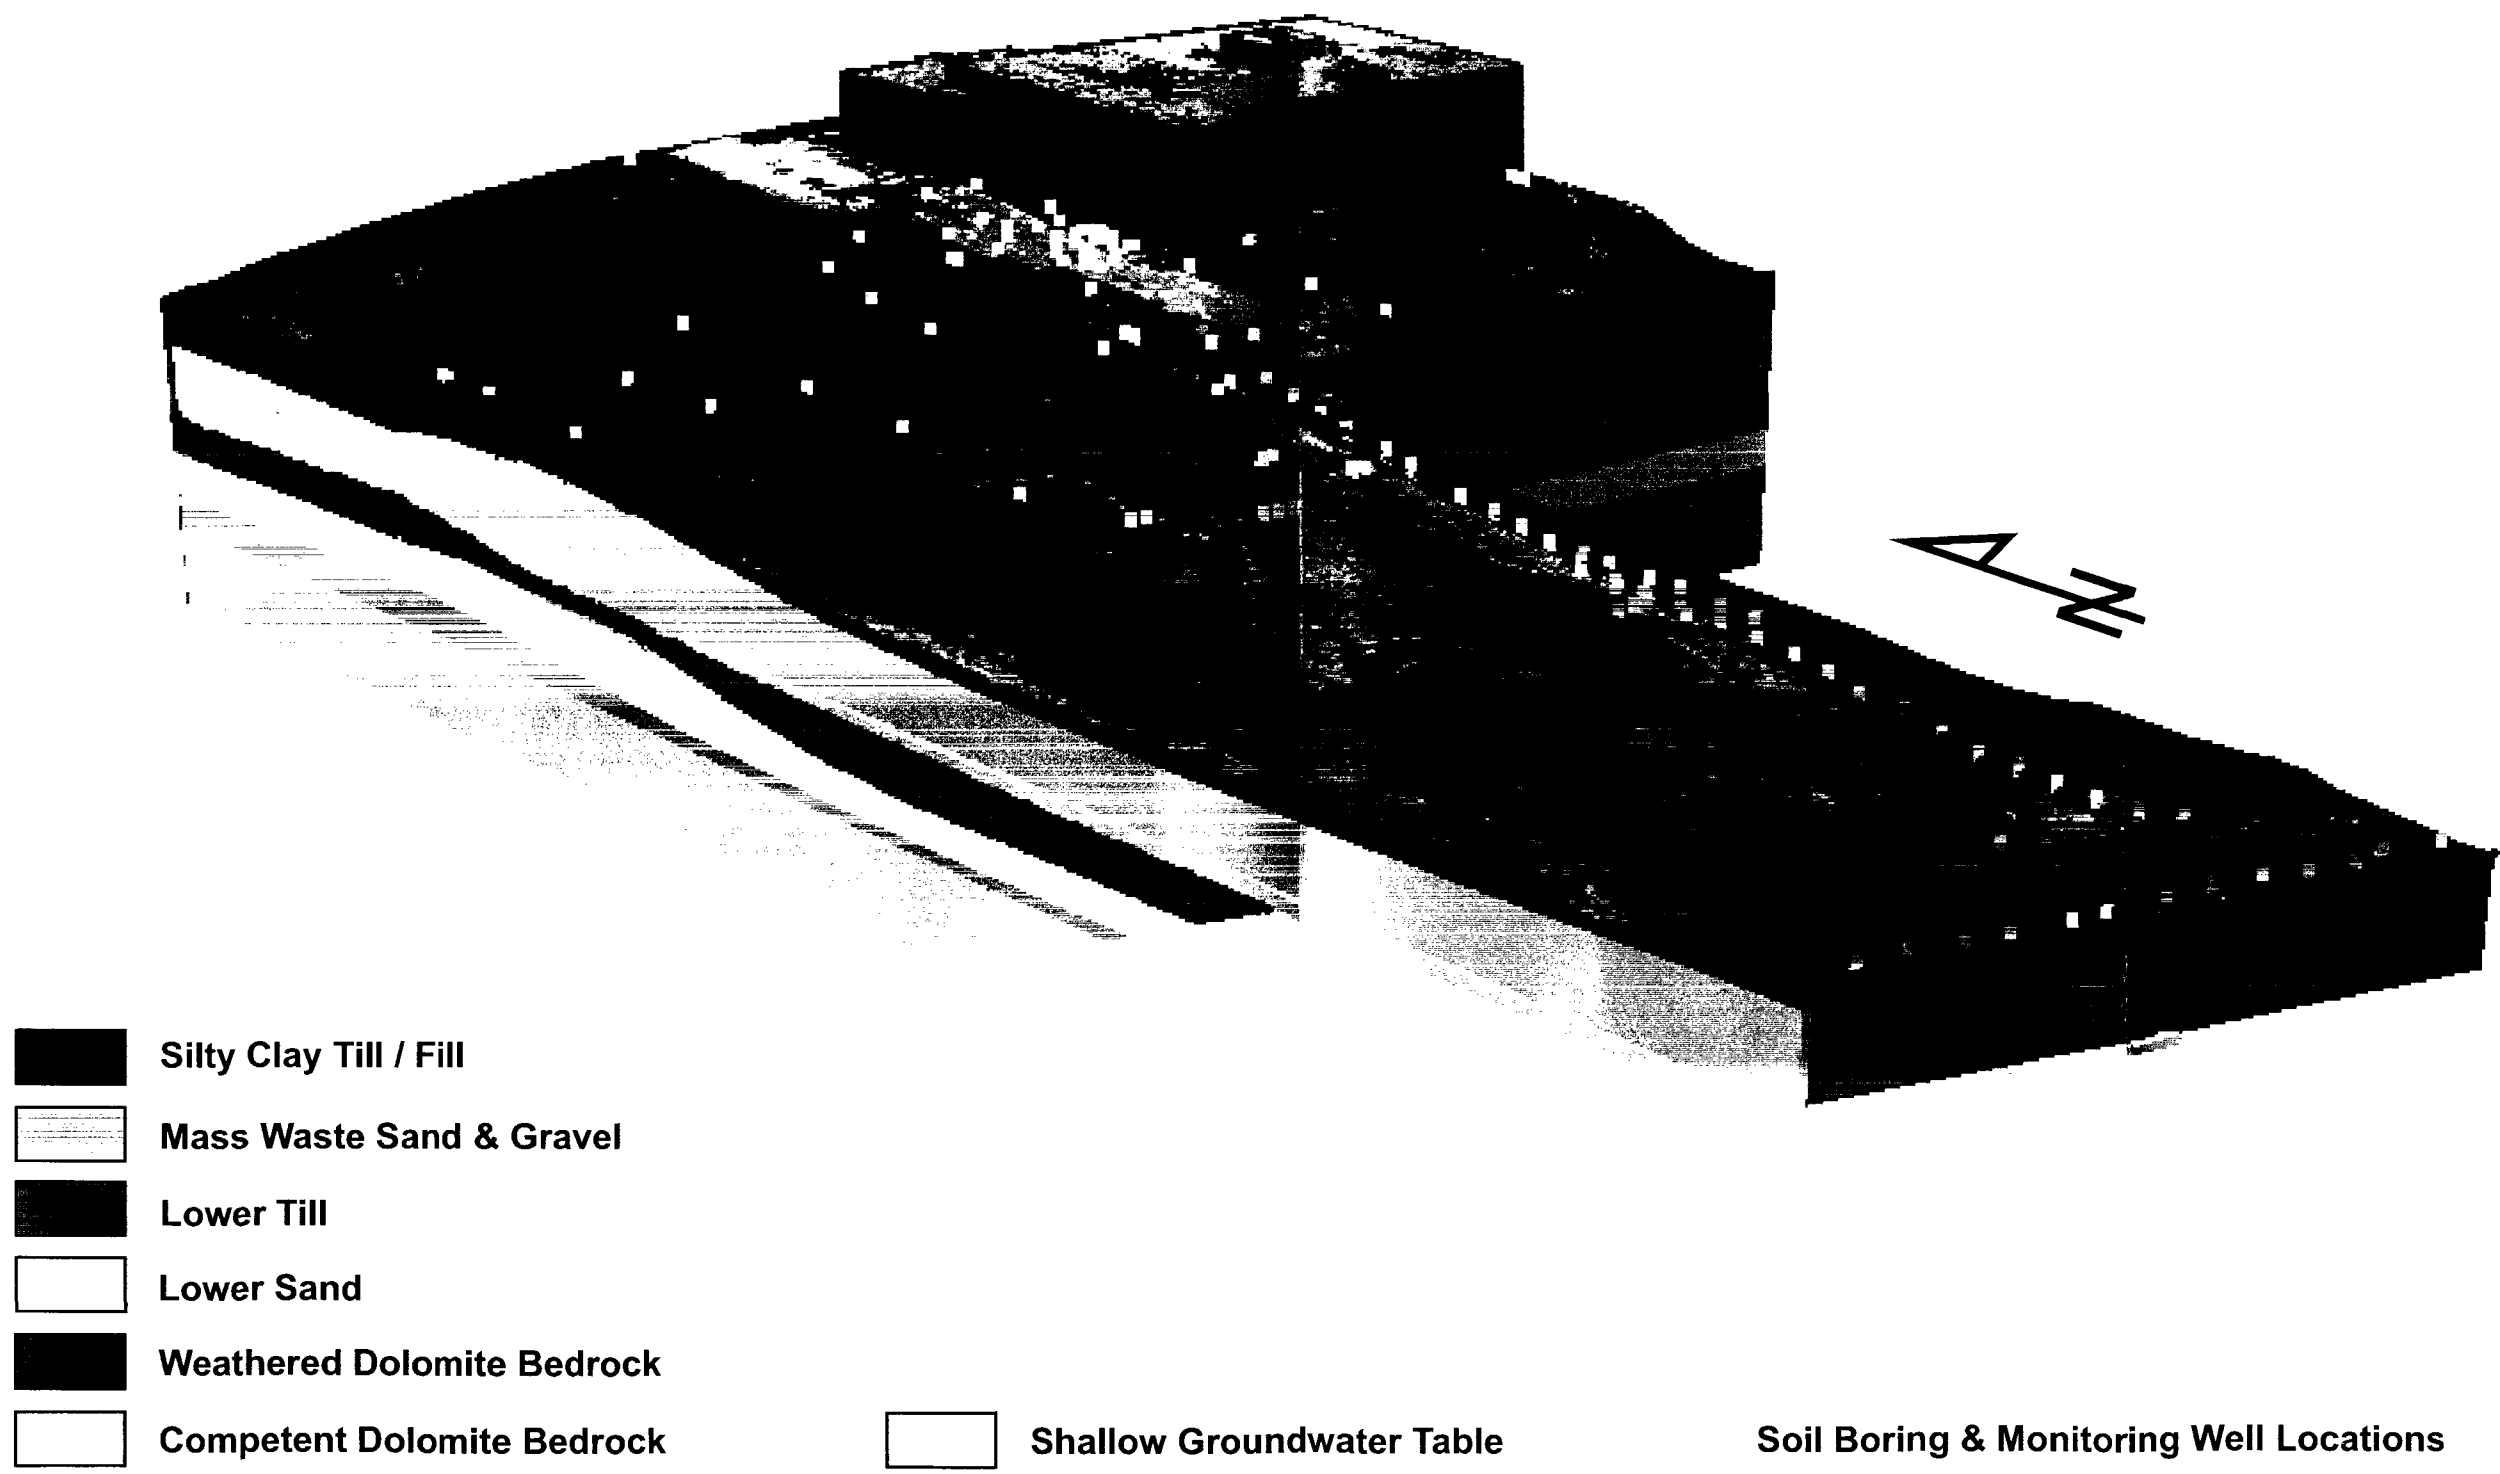 N
Silty Clay Till / Fill
Mass Waste Sand & Gravel
Lower Till
Lower Sand
Weathered Dolomite Bedrock
Competent Dolomite Bedrock
Shallow Groundwater Table
Soil Boring & Monitoring Well Locations